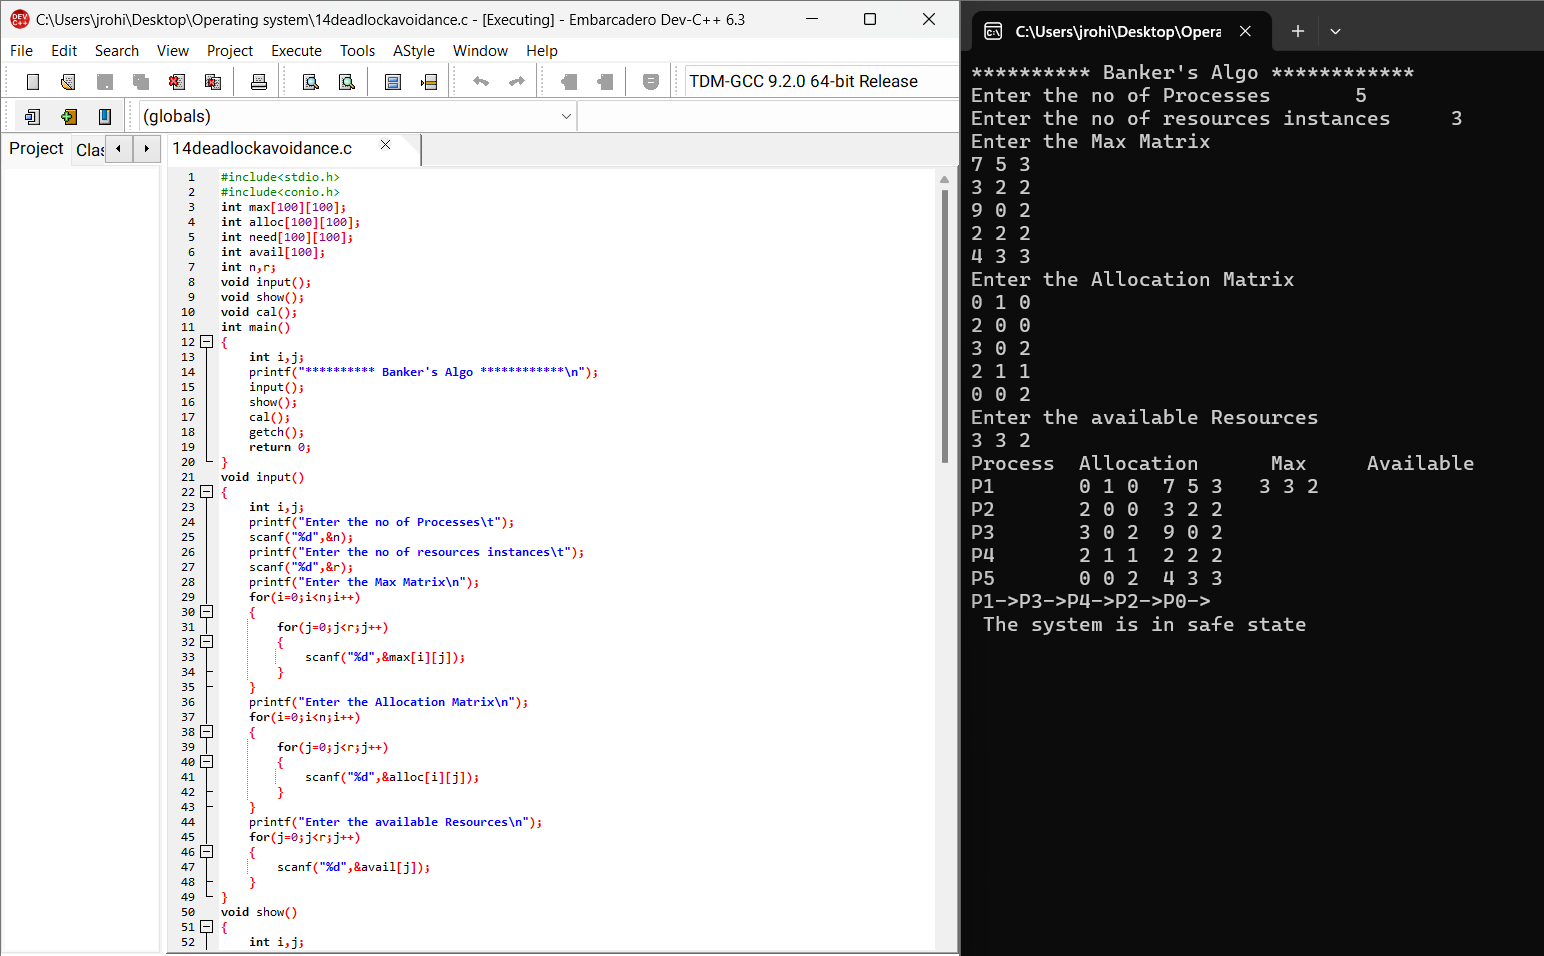 C:\Users\jrohi\Desktop\Operating system\14deadlockavoidance.c - [Executing] - Embarcadero Dev-C++ 6.3
File Edit Search View Project Execute Tools AStyle Window Help
TDM-GCC 9.2.0 64-bit Release
(globals)
Project Clas
14deadlockavoidance.c
1 #include<stdio.h>
2 #include<conio.h>
3 int max[100][100];
4 int alloc[100][100];
5 int need[100][100];
6 int avail[100];
7 int n,r;
8 void input();
9 void show();
10 void cal();
11 int main()
12 {
13 int i,j;
14 printf("********** Banker's Algo ************\n");
15 input();
16 show();
17 cal();
18 getch();
19 return 0;
20 }
21 void input()
22 {
23 int i,j;
24 printf("Enter the no of Processes\t");
25 scanf("%d",&n);
26 printf("Enter the no of resources instances\t");
27 scanf("%d",&r);
28 printf("Enter the Max Matrix\n");
29 for(i=0;i<n;i++)
30 {
31 for(j=0;j<r;j++)
32 {
33 scanf("%d",&max[i][j]);
34 }
35 }
36 printf("Enter the Allocation Matrix\n");
37 for(i=0;i<n;i++)
38 {
39 for(j=0;j<r;j++)
40 {
41 scanf("%d",&alloc[i][j]);
42 }
43 }
44 printf("Enter the available Resources\n");
45 for(j=0;j<r;j++)
46 {
47 scanf("%d",&avail[j]);
48 }
49 }
50 void show()
51 {
52 int i,j;
C:\Users\jrohi\Desktop\Opera
********** Banker's Algo ************
Enter the no of Processes 5
Enter the no of resources instances 3
Enter the Max Matrix
7 5 3
3 2 2
9 0 2
2 2 2
4 3 3
Enter the Allocation Matrix
0 1 0
2 0 0
3 0 2
2 1 1
0 0 2
Enter the available Resources
3 3 2
Process Allocation Max Available
P1 0 1 0 7 5 3 3 3 2
P2 2 0 0 3 2 2
P3 3 0 2 9 0 2
P4 2 1 1 2 2 2
P5 0 0 2 4 3 3
P1->P3->P4->P2->P0->
The system is in safe state